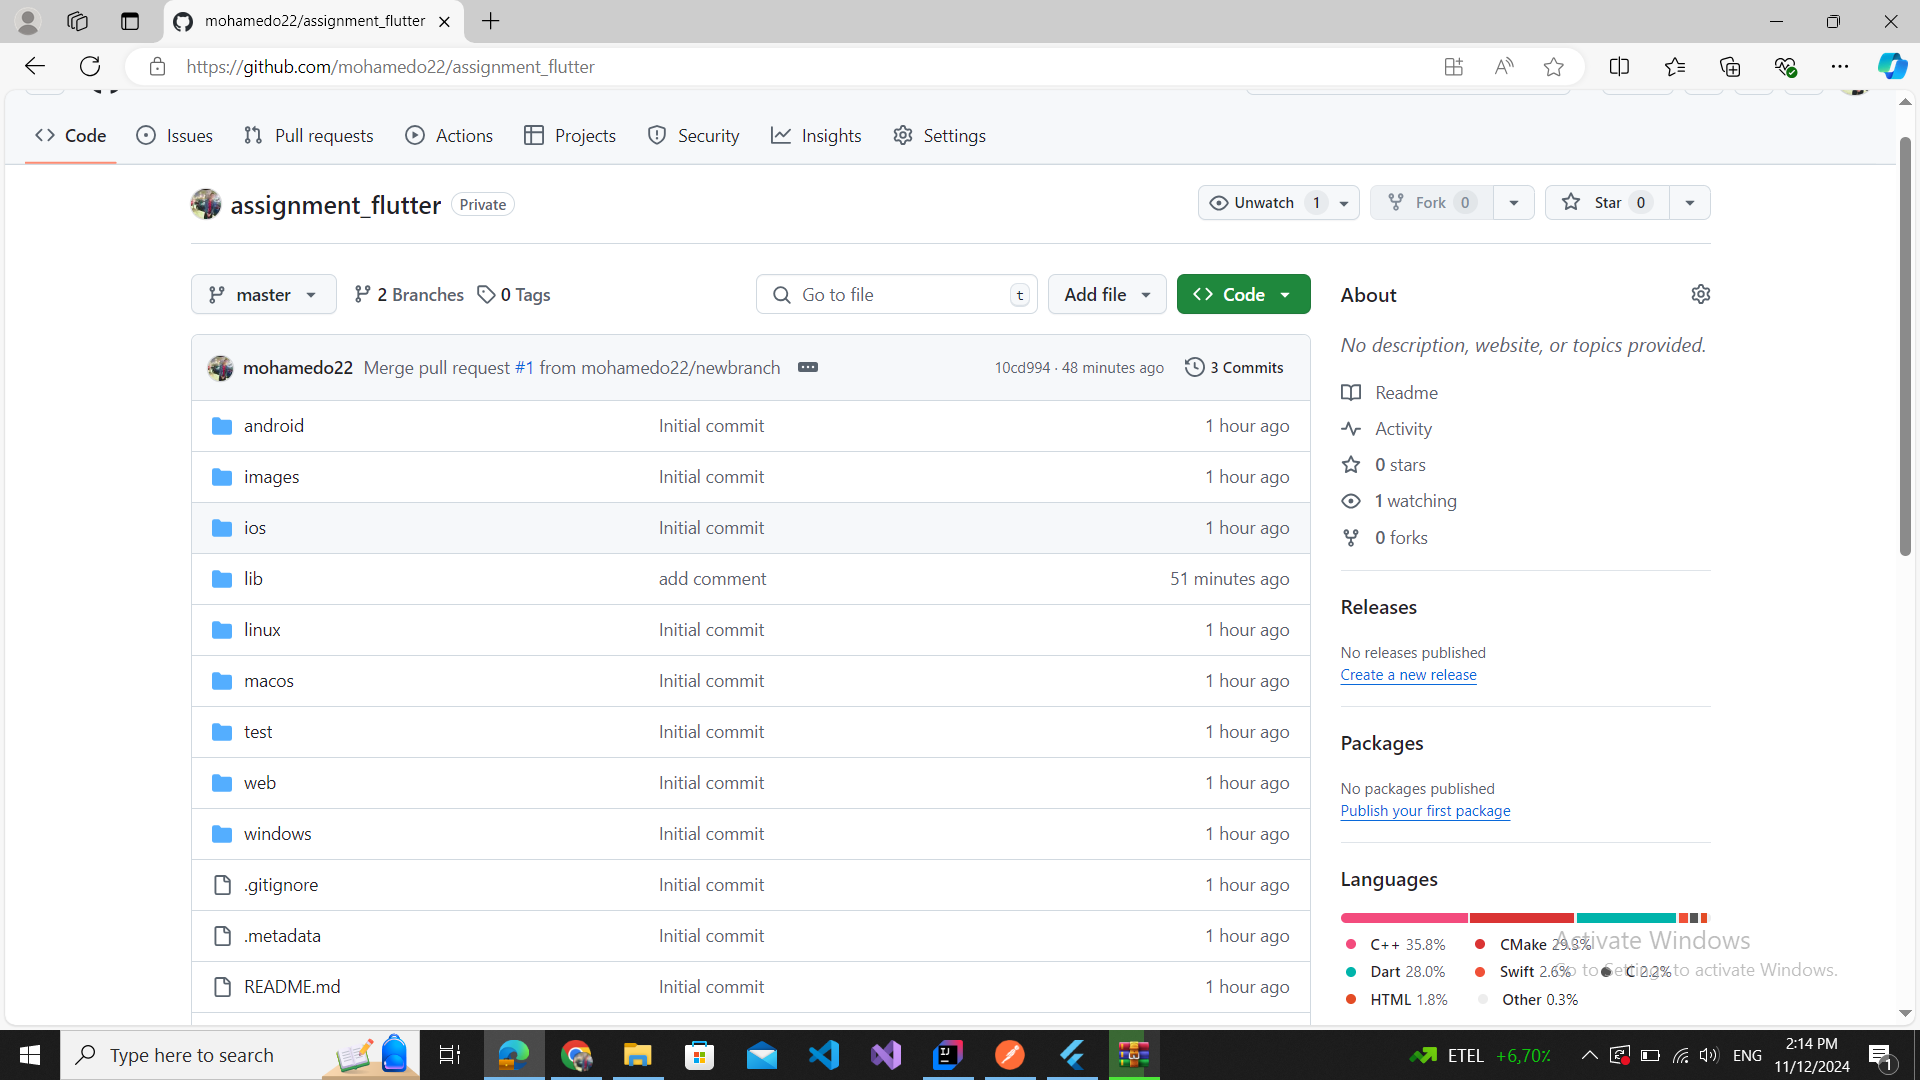 mohamedo22/assignment_flutter
https://github.com/mohamedo22/assignment_flutter
Code Issues Pull requests Actions Projects Security Insights Settings
assignment_flutter Private
Unwatch 1 Fork 0 Star 0
master 2 Branches 0 Tags
Go to file t Add file Code
mohamedo22 Merge pull request #1 from mohamedo22/newbranch 10cd994 · 48 minutes ago 3 Commits
android Initial commit 1 hour ago
images Initial commit 1 hour ago
ios Initial commit 1 hour ago
lib add comment 51 minutes ago
linux Initial commit 1 hour ago
macos Initial commit 1 hour ago
test Initial commit 1 hour ago
web Initial commit 1 hour ago
windows Initial commit 1 hour ago
.gitignore Initial commit 1 hour ago
.metadata Initial commit 1 hour ago
README.md Initial commit 1 hour ago
About
No description, website, or topics provided.
Readme
Activity
0 stars
1 watching
0 forks
Releases
No releases published
Create a new release
Packages
No packages published
Publish your first package
Languages
C++ 35.8% CMake 29.3%
Dart 28.0% Swift 2.6% C 2.2%
HTML 1.8% Other 0.3%
Activate Windows
Go to Settings to activate Windows.
Type here to search
ETEL +6,70%
ENG
2:14 PM
11/12/2024
1